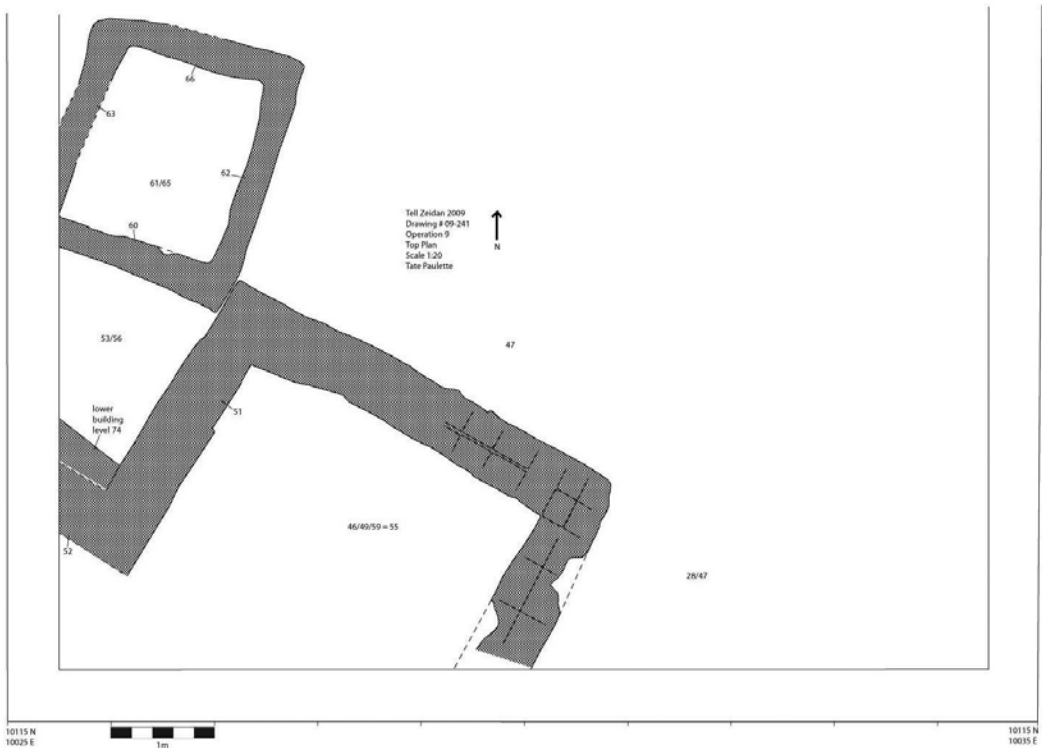 66
63
62
61/65
60
Tell Zeidan 2009
Drawing # 09-241
Operation 9
Top Plan
Scale 1:20
Tate Paulette
N
53/56
47
lower
building
level 74
51
46/49/59 = 55
52
28/47
10115 N
10025 E
1m
10115 N
10035 E